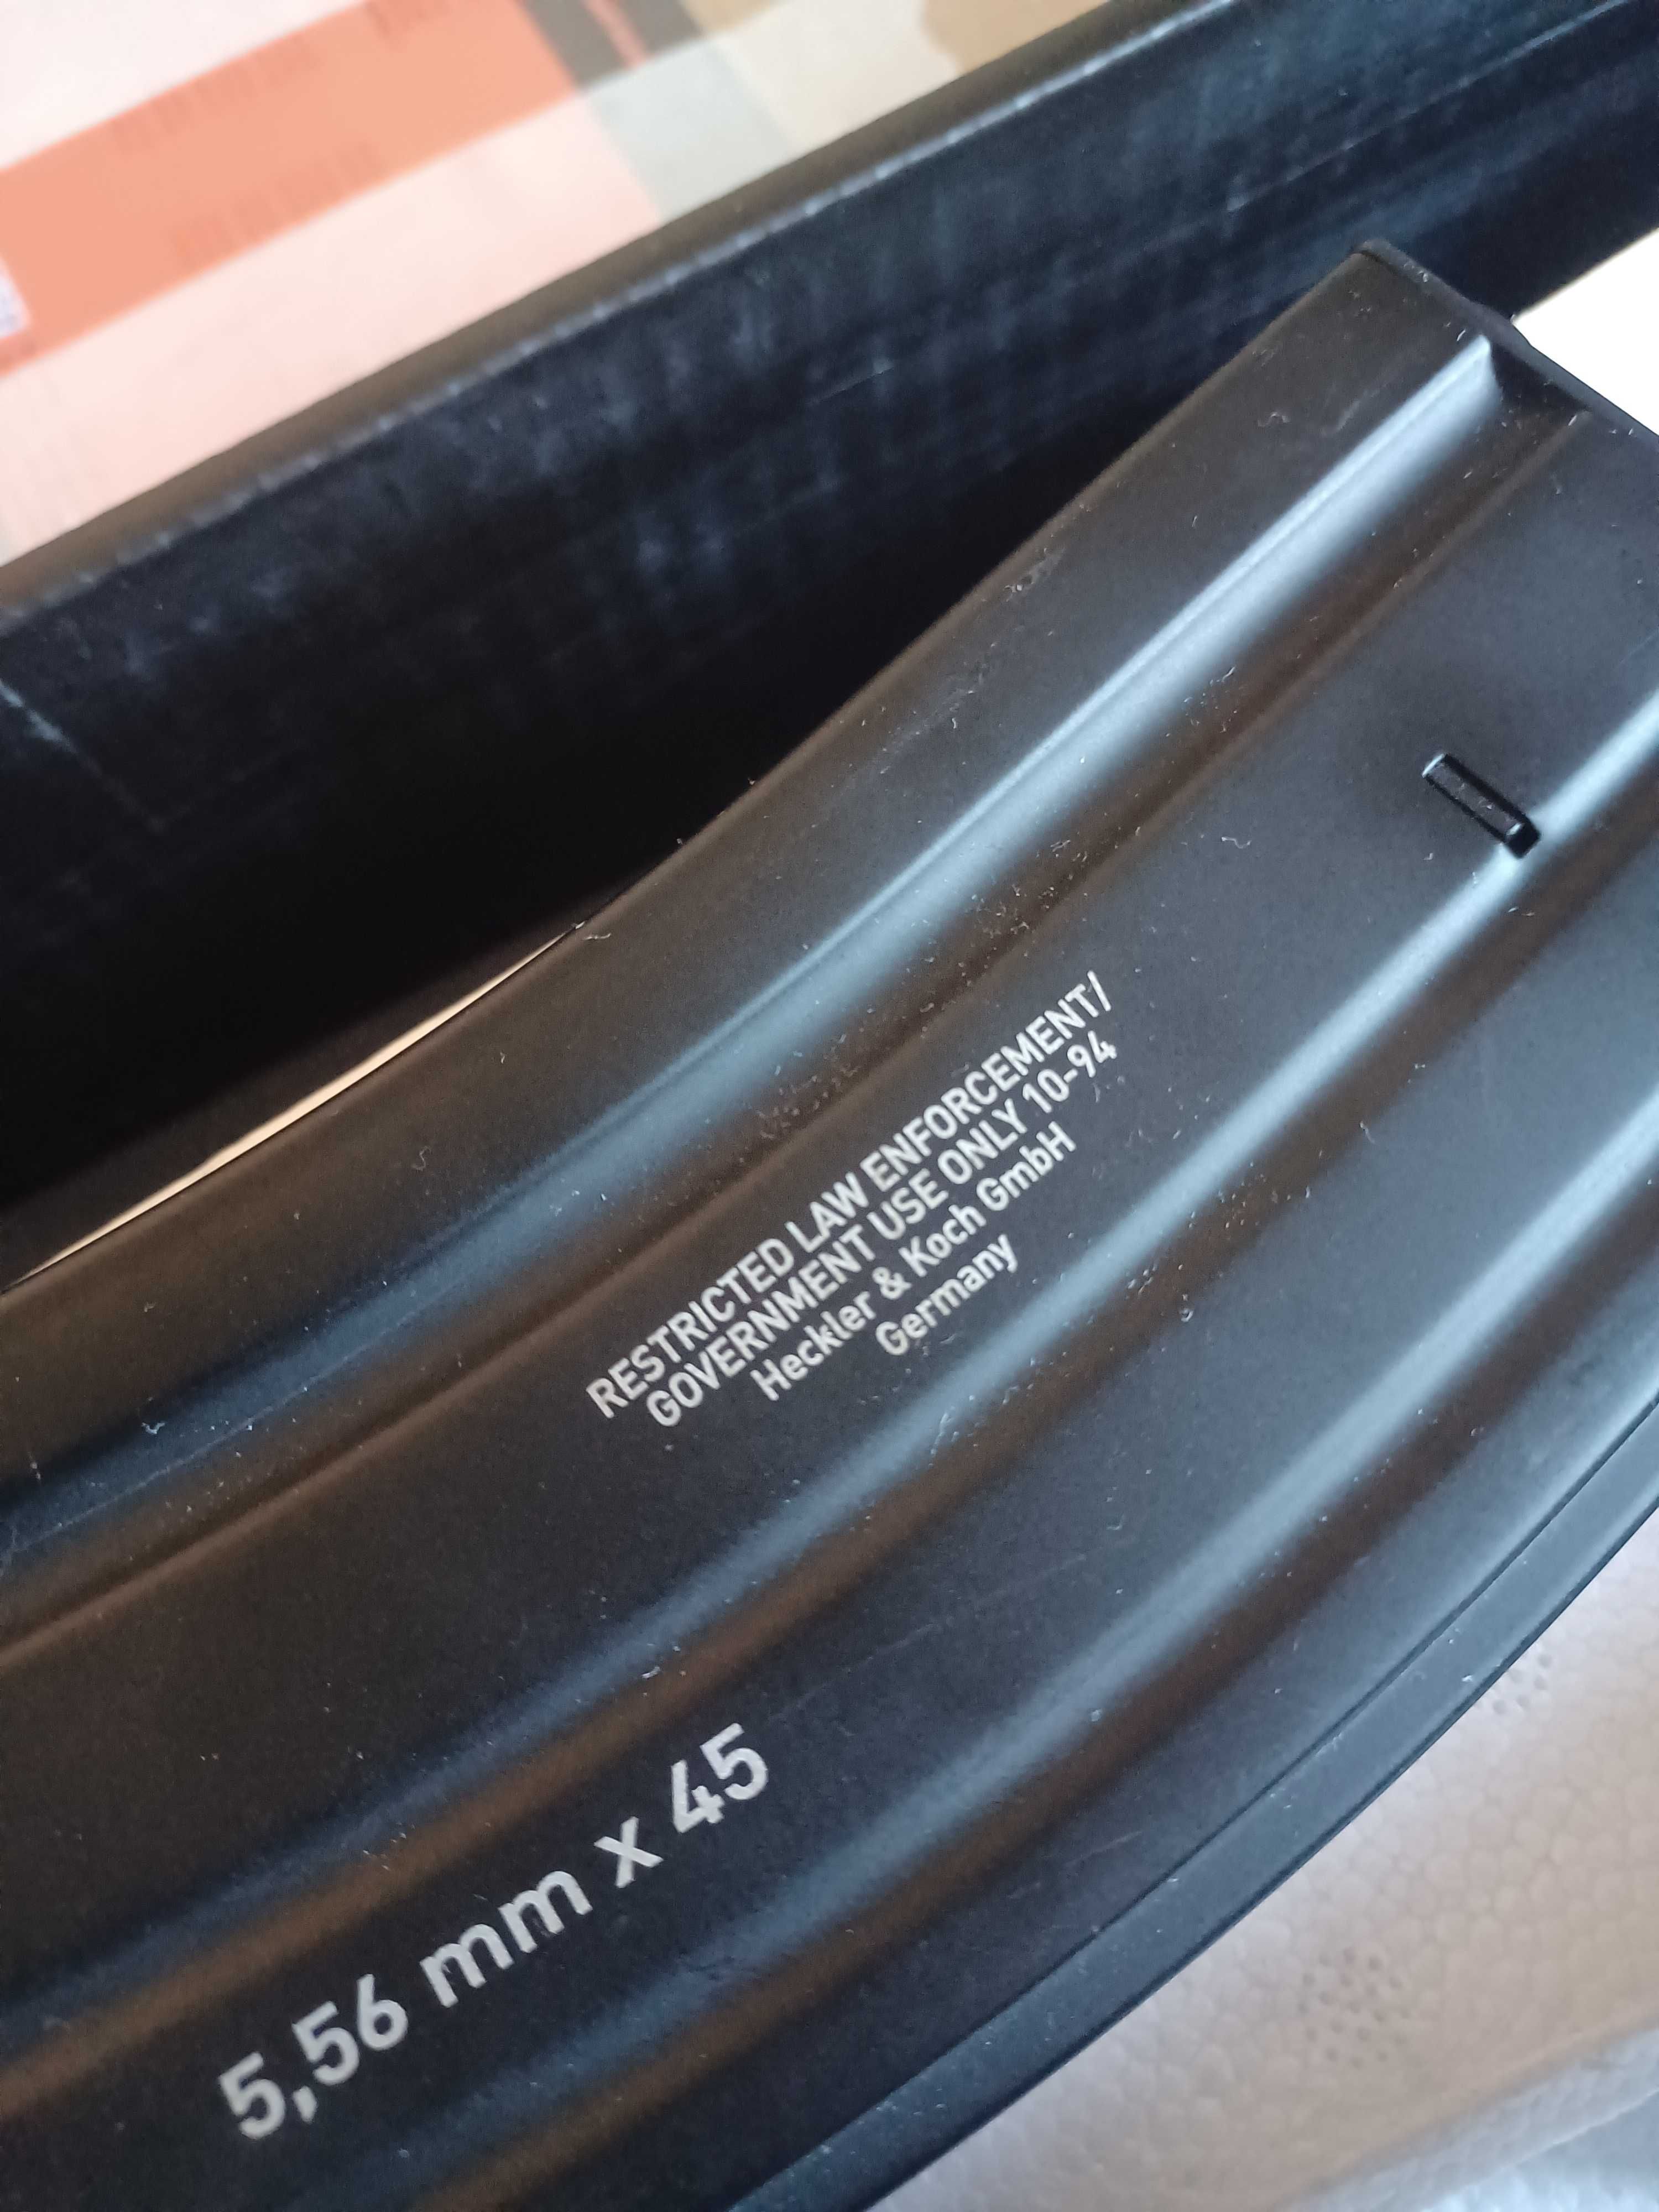 RESTRICTED LAW ENFORCEMENT/
GOVERNMENT USE ONLY 10-94
Heckler & Koch GmbH
Germany
5,56 mm x 45